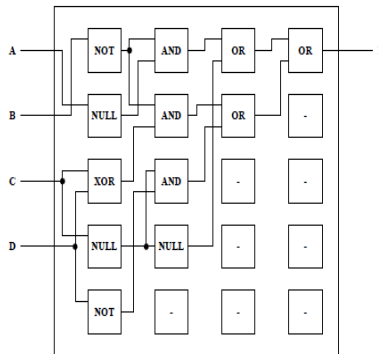 A NOT AND OR OR
B NULL AND OR -
C XOR AND - -
D NULL NULL - -
NOT - - -